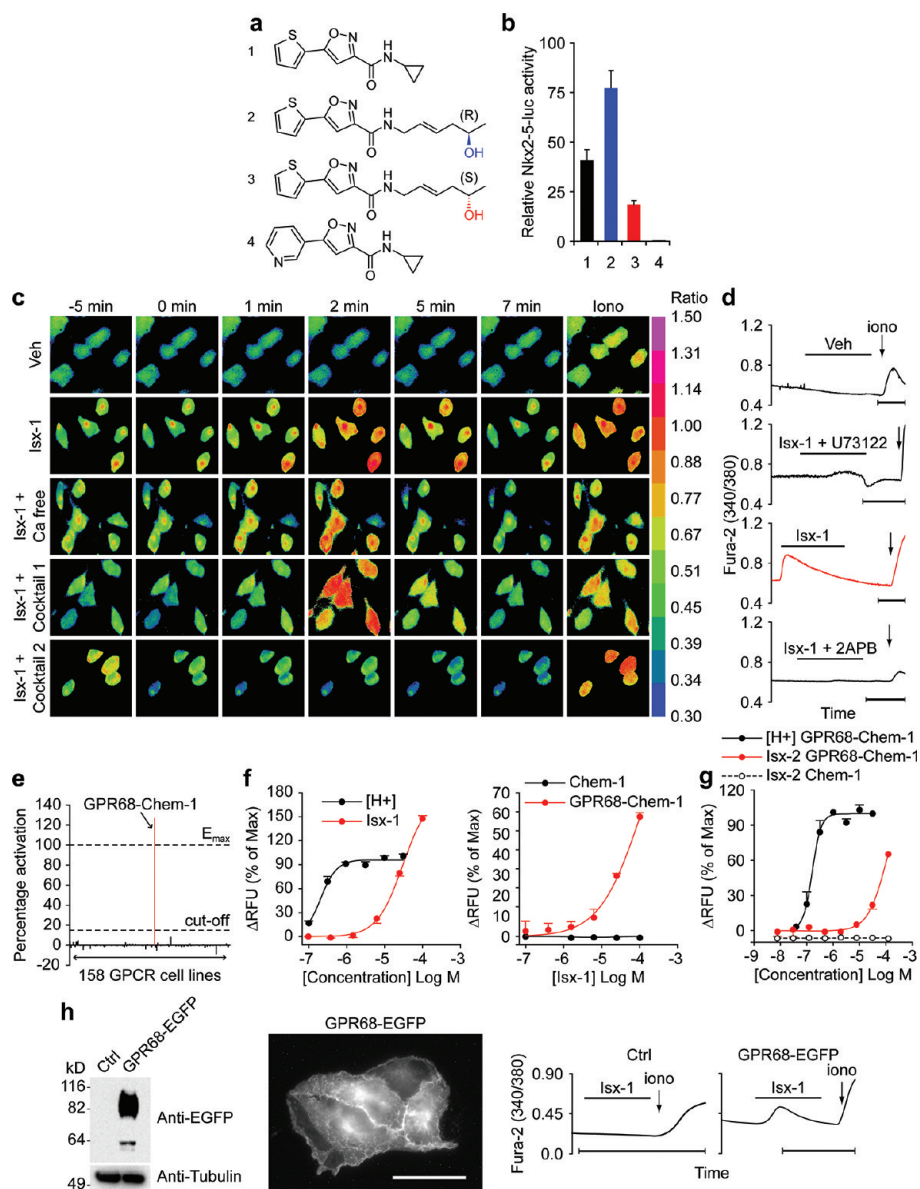 a
1
S
O
N
H
N
O
2
S
O
N
H
N
O
(R)
OH
3
S
O
N
H
N
O
(S)
OH
4
N
O
N
H
N
O
b
Relative Nkx2-5-luc activity
100
75
50
25
0
1 2 3 4
c
-5 min 0 min 1 min 2 min 5 min 7 min Iono
Veh
Isx-1
Isx-1 +
Ca free
Isx-1 +
Cocktail 1
Isx-1 +
Cocktail 2
Ratio
1.50
1.31
1.14
1.00
0.88
0.77
0.67
0.51
0.45
0.34
0.30
d
Fura-2 (340/380)
1.2
0.8
0.4
Veh
iono
1.2
0.8
0.4
Isx-1 + U73122
1.2
0.8
0.4
Isx-1
1.2
0.8
0.4
Isx-1 + 2APB
Time
e
Percentage activation
140
120
100
80
60
40
20
0
-20
GPR68-Chem-1
Emax
cut-off
158 GPCR cell lines
f
ΔRFU (% of Max)
180
150
120
90
60
30
0
[H+]
Isx-1
-7 -6 -5 -4 -3
[Concentration] Log M
ΔRFU (% of Max)
70
60
50
40
30
20
10
0
Chem-1
GPR68-Chem-1
-7 -6 -5 -4 -3
[Isx-1] Log M
[H+] GPR68-Chem-1
Isx-2 GPR68-Chem-1
Isx-2 Chem-1
g
ΔRFU (% of Max)
120
90
60
30
0
-9 -8 -7 -6 -5 -4 -3
[Concentration] Log M
h
kD
Ctrl
GPR68-EGFP
116
82
64
49
Anti-EGFP
Anti-Tubulin
GPR68-EGFP
Fura-2 (340/380)
0.90
0.45
0.00
Ctrl
Isx-1
iono
GPR68-EGFP
Isx-1
iono
Time